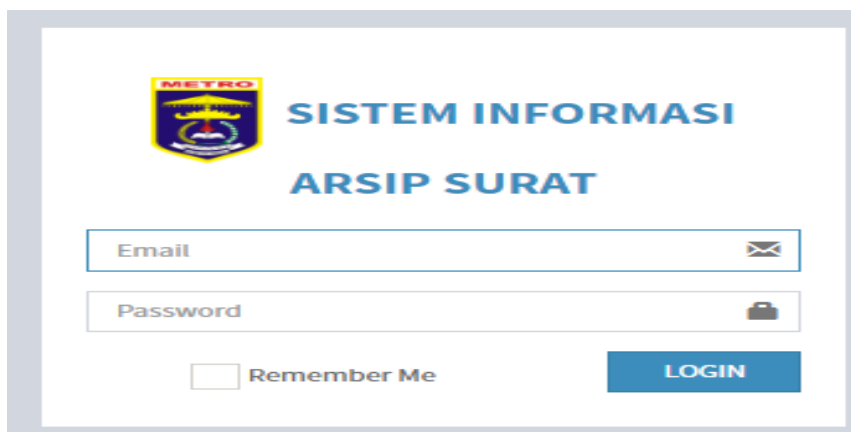 METRO
SISTEM INFORMASI
ARSIP SURAT
Email
Password
Remember Me
LOGIN